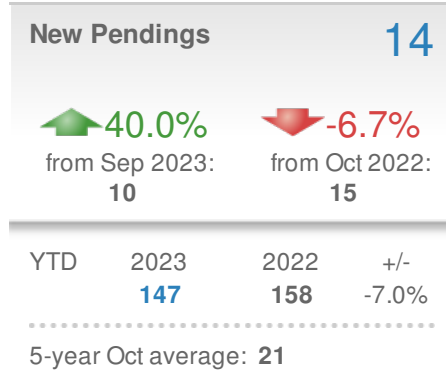 New Pendings 14
40.0% -6.7%
from Sep 2023: from Oct 2022:
10 15
YTD 2023 2022 +/-
147 158 -7.0%
5-year Oct average: 21